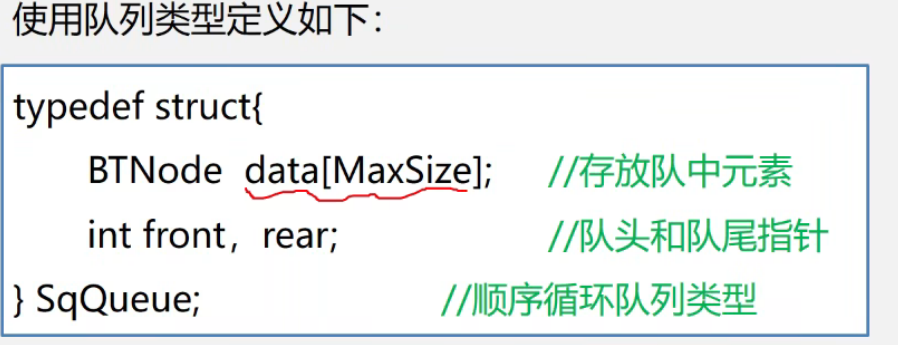 使用队列类型定义如下：
typedef struct{
BTNode data[MaxSize]; //存放队中元素
int front，rear; //队头和队尾指针
} SqQueue; //顺序循环队列类型